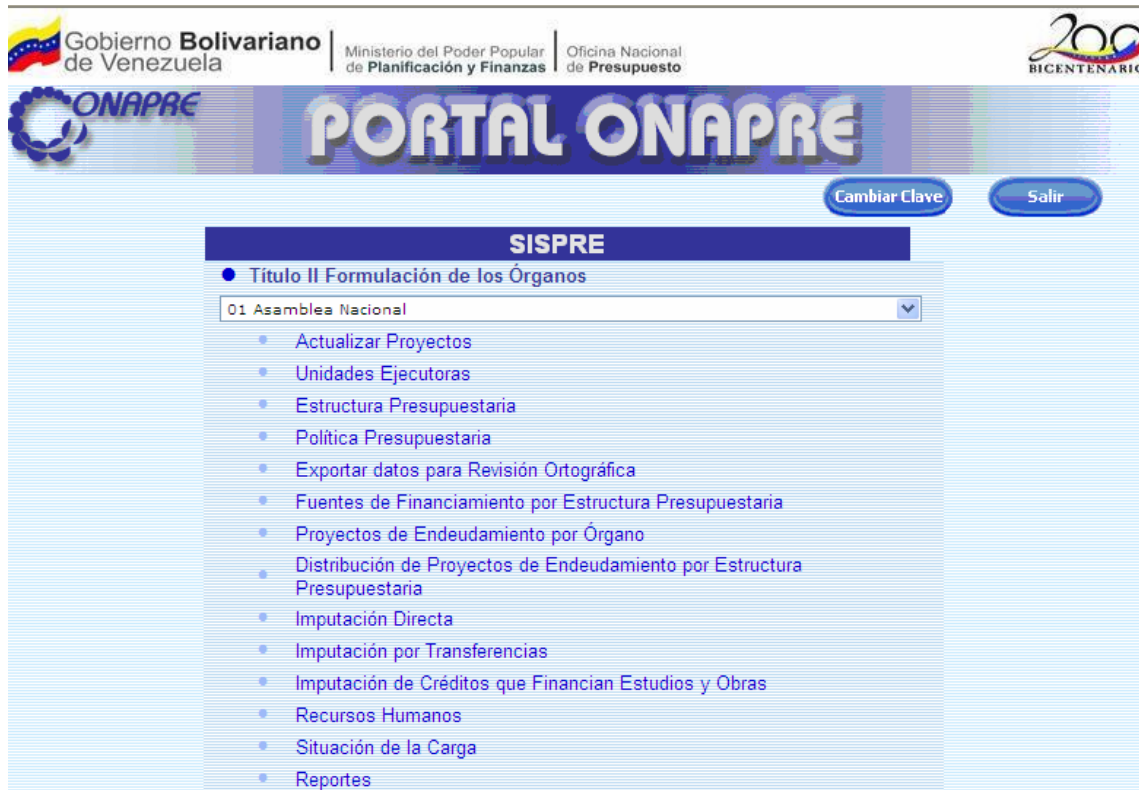 Gobierno Bolivariano
de Venezuela
Ministerio del Poder Popular
de Planificación y Finanzas
Oficina Nacional
de Presupuesto
200
BICENTENARIO
ONAPRE
PORTAL ONAPRE
Cambiar Clave
Salir
SISPRE
Título II Formulación de los Órganos
01 Asamblea Nacional
Actualizar Proyectos
Unidades Ejecutoras
Estructura Presupuestaria
Política Presupuestaria
Exportar datos para Revisión Ortográfica
Fuentes de Financiamiento por Estructura Presupuestaria
Proyectos de Endeudamiento por Órgano
Distribución de Proyectos de Endeudamiento por Estructura
Presupuestaria
Imputación Directa
Imputación por Transferencias
Imputación de Créditos que Financian Estudios y Obras
Recursos Humanos
Situación de la Carga
Reportes